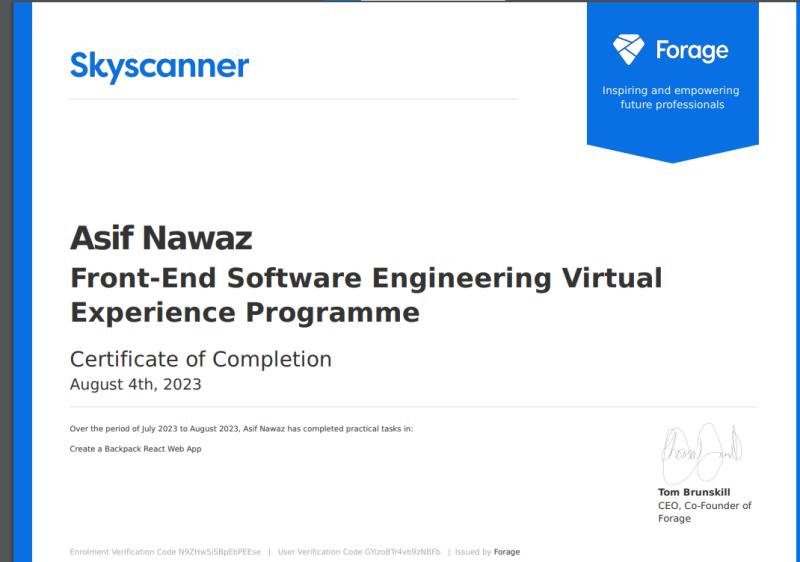 Skyscanner
Forage
Inspiring and empowering
future professionals
Asif Nawaz
Front-End Software Engineering Virtual
Experience Programme
Certificate of Completion
August 4th, 2023
Over the period of July 2023 to August 2023, Asif Nawaz has completed practical tasks in:
Create a Backpack React Web App
Tom Brunskill
CEO, Co-Founder of
Forage
Enrolment Verification Code N9ZHw5iSBpEbPEEse | User Verification Code GYizoBTr4vb9zNBFb | Issued by Forage